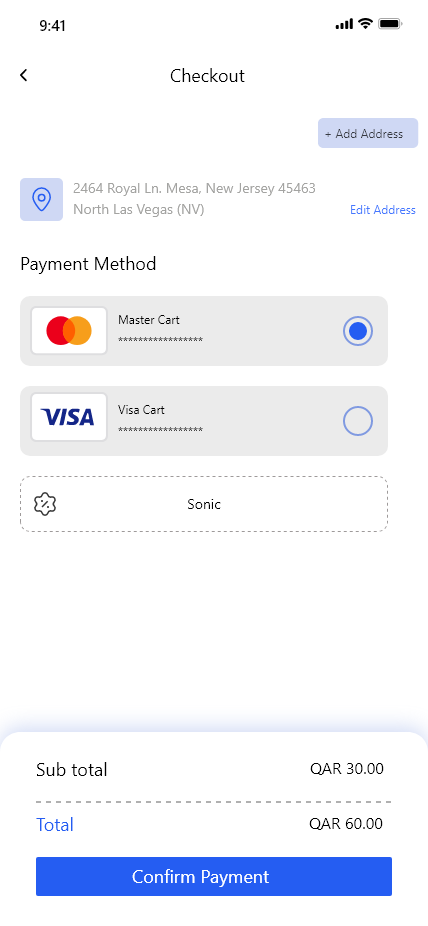 9:41
Checkout
+ Add Address
2464 Royal Ln. Mesa, New Jersey 45463
North Las Vegas (NV)
Edit Address
Payment Method
Master Cart
*****************
VISA
Visa Cart
*****************
Sonic
Sub total
QAR 30.00
Total
QAR 60.00
Confirm Payment